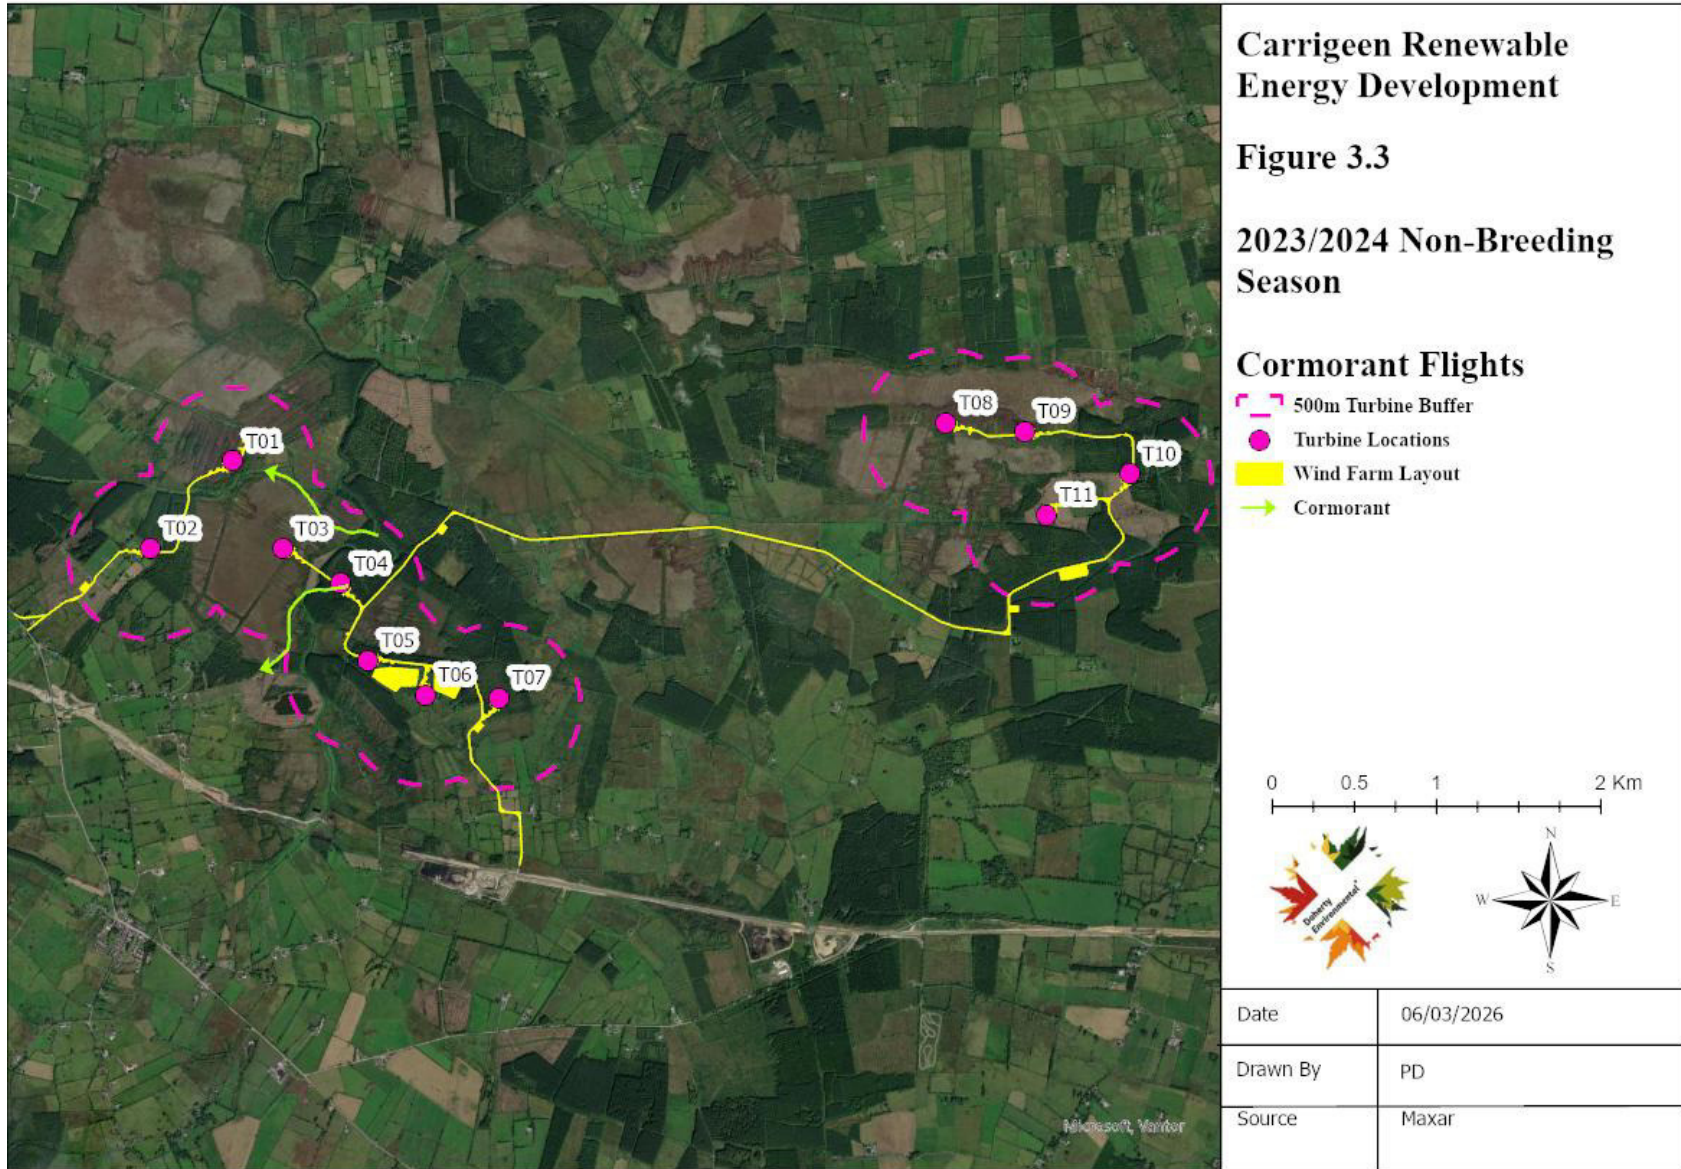 Carrigeen Renewable
Energy Development
Figure 3.3
2023/2024 Non-Breeding
Season
Cormorant Flights
500m Turbine Buffer
Turbine Locations
Wind Farm Layout
Cormorant
T01
T02
T03
T04
T05
T06
T07
T08
T09
T10
T11
0 0.5 1 2 Km
Doherty
Environmental
N
W E
S
Date 06/03/2026
Drawn By PD
Source Maxar
Microsoft, Vantor